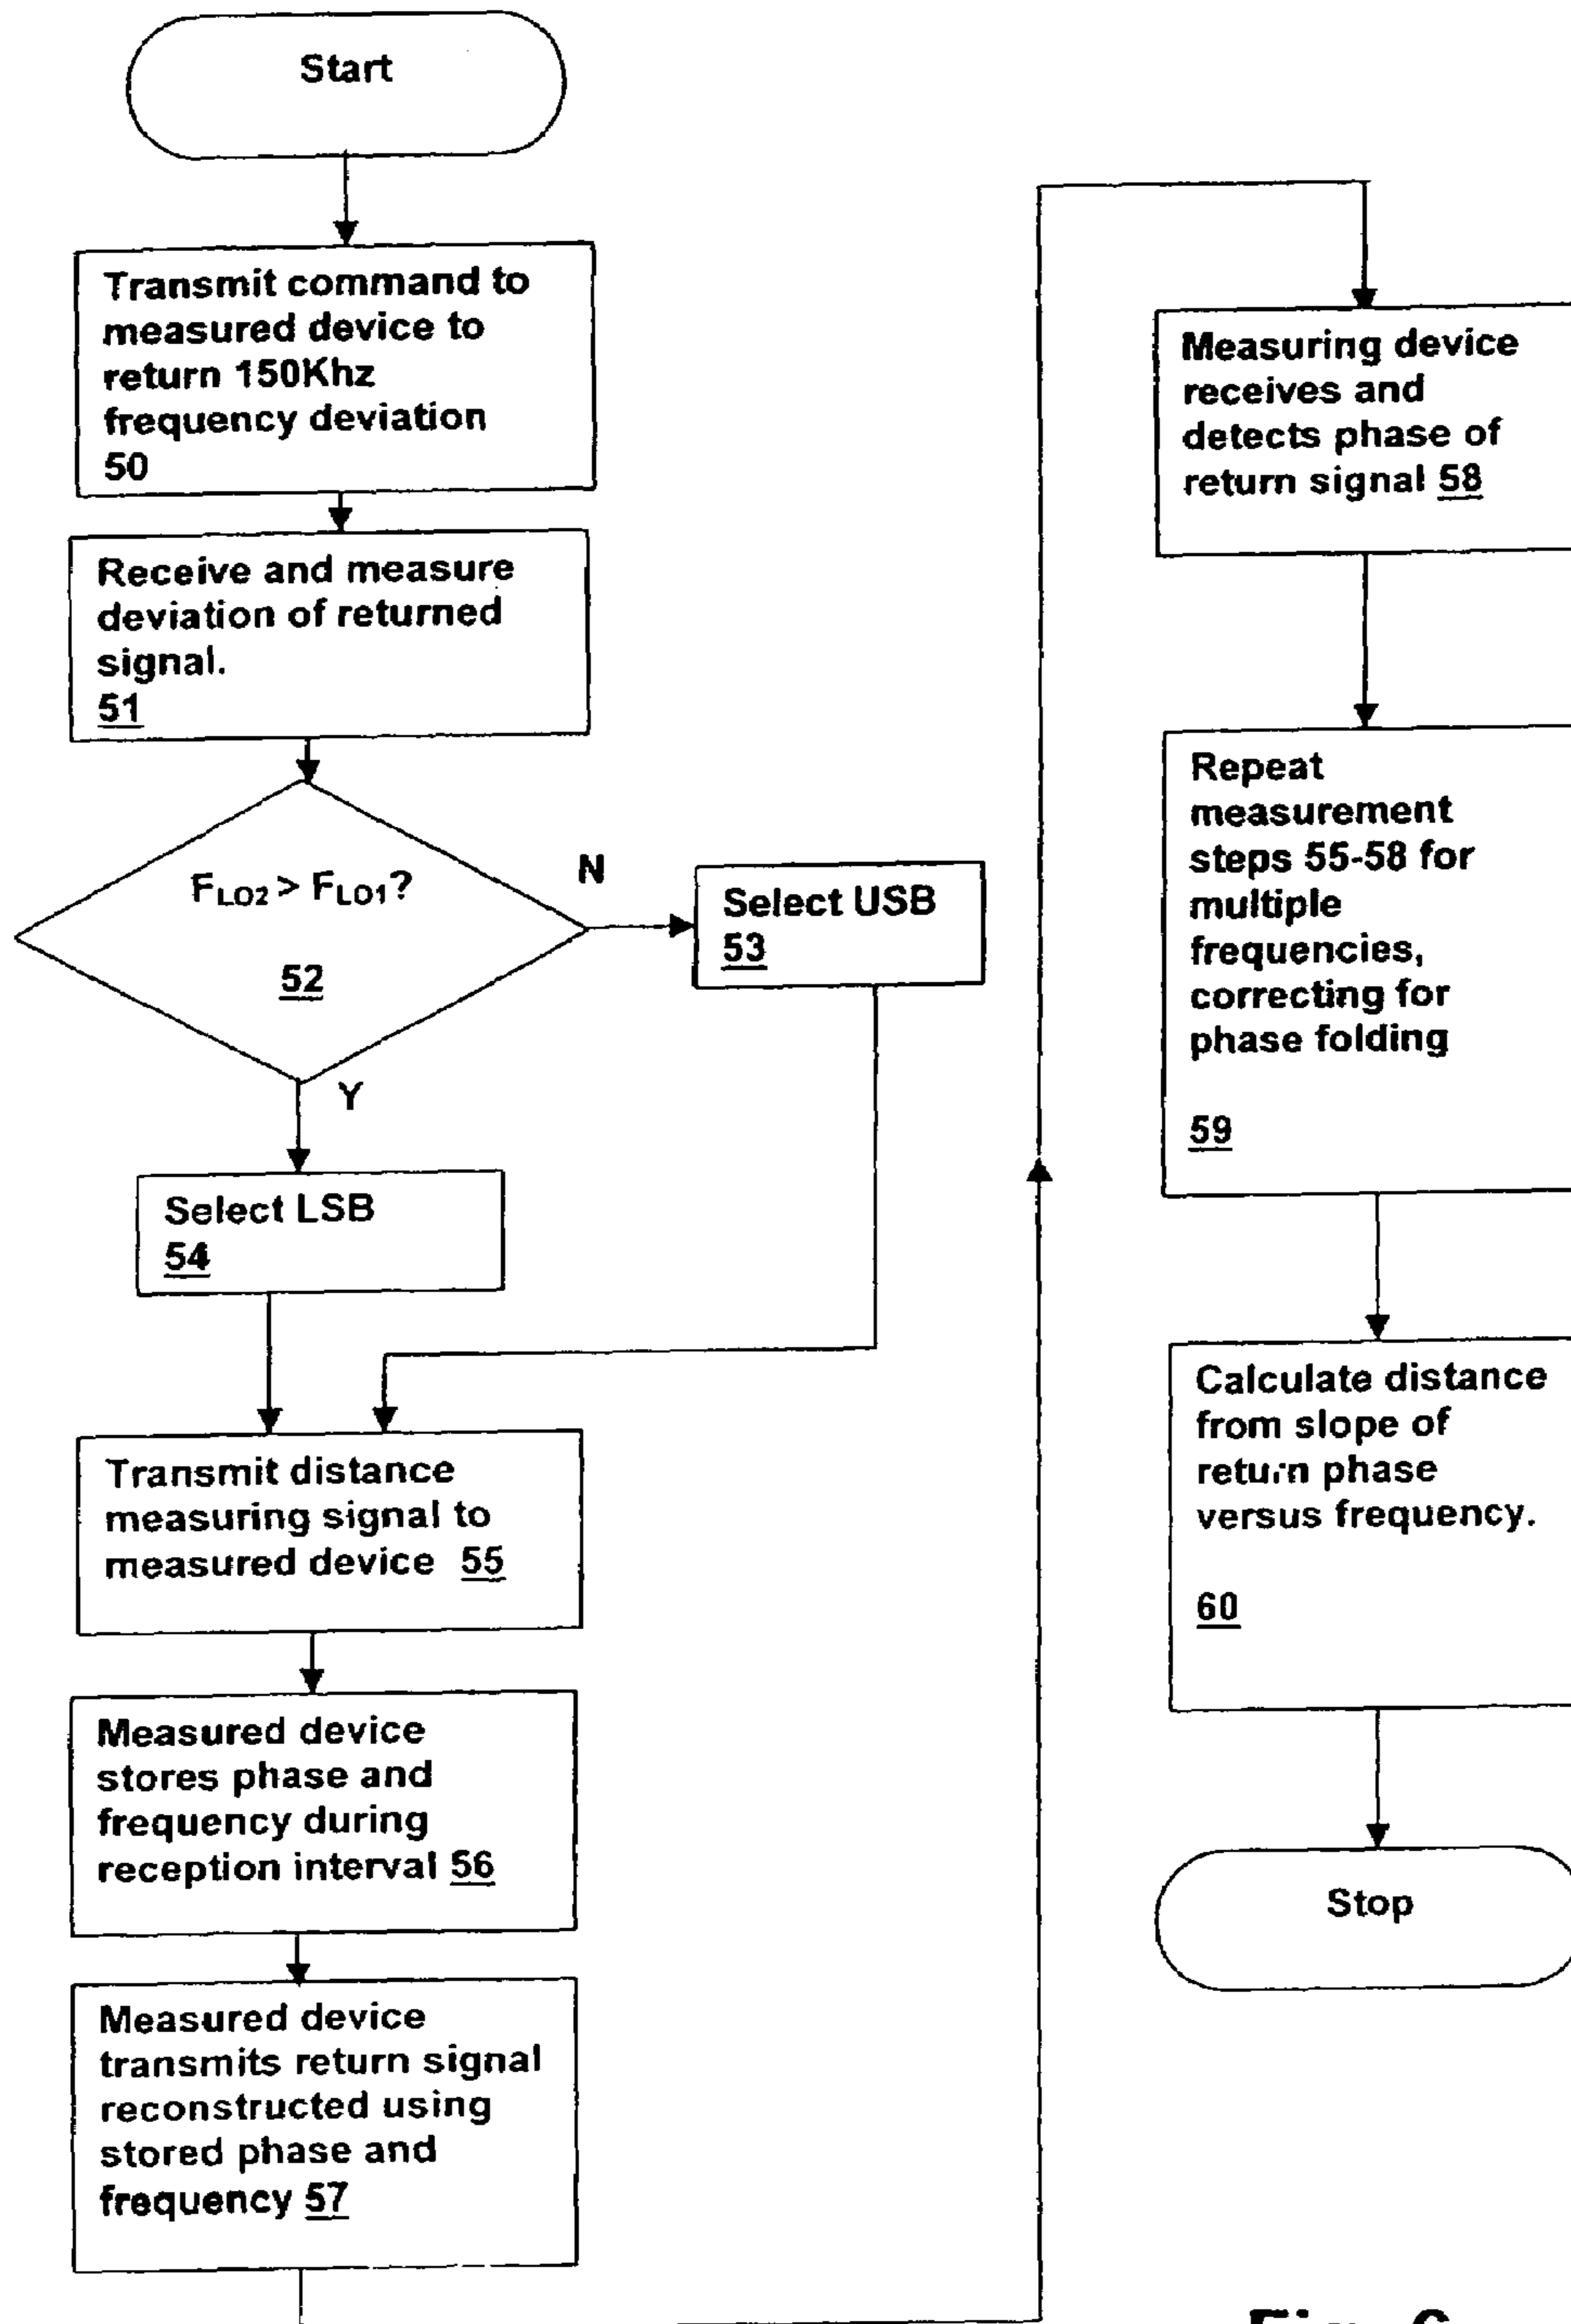 Start
Transmit command to
measured device to
return 150Khz
frequency deviation
50
Receive and measure
deviation of returned
signal.
51
FLO2 > FLO1?
52
N
Y
Select USB
53
Select LSB
54
Transmit distance
measuring signal to
measured device 55
Measured device
stores phase and
frequency during
reception interval 56
Measured device
transmits return signal
reconstructed using
stored phase and
frequency 57
Measuring device
receives and
detects phase of
return signal 58
Repeat
measurement
steps 55-58 for
multiple
frequencies,
correcting for
phase folding
59
Calculate distance
from slope of
return phase
versus frequency.
60
Stop